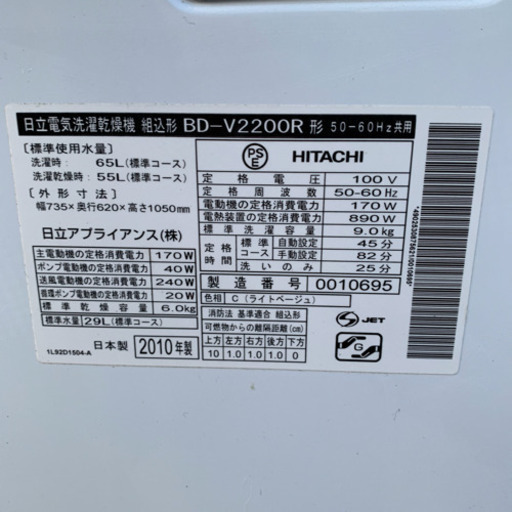 日立電気洗濯乾燥機 組込形 BD-V2200R 形 50-60Hz共用
[標準使用水量]
洗濯時： 65L(標準コース)
洗濯乾燥時：55L(標準コース)
[外形寸法]
幅735×奥行620×高さ1050mm
日立アプライアンス(株)
主電動機の定格消費電力 170W
ポンプ電動機の定格消費電力 40W
送風電動機の定格消費電力 240W
循環ポンプ電動機の定格消費電力 20W
標準乾燥容量 6.0kg
標準水量 29L(標準コース)
日本製 2010年製
1L92D1504-A
PS E HITACHI
定格電圧 100V
定格周波数 50-60Hz
電動機の定格消費電力 170W
電熱装置の定格消費電力 890W
標準洗濯容量 9.0kg
定格時間 標準コース 自動設定 45分
手動設定 82分
洗いのみ 25分
製造番号 0010695
色相 C(ライトベージュ)
消防法 基準適合 組込形
可燃物からの離隔距離(cm)
上方 左方 右方 前方 後方 下方
10 1.0 1.0 0 1.0 0
S JET
G